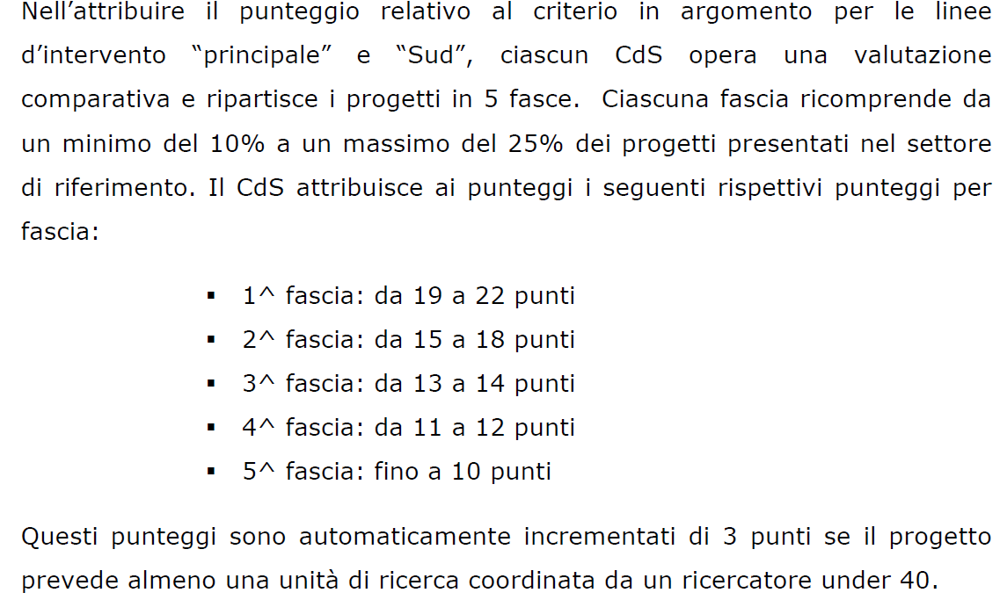 Nell’attribuire il punteggio relativo al criterio in argomento per le linee
d’intervento “principale” e “Sud”, ciascun CdS opera una valutazione
comparativa e ripartisce i progetti in 5 fasce. Ciascuna fascia ricomprende da
un minimo del 10% a un massimo del 25% dei progetti presentati nel settore
di riferimento. Il CdS attribuisce ai punteggi i seguenti rispettivi punteggi per
fascia:
▪ 1^ fascia: da 19 a 22 punti
▪ 2^ fascia: da 15 a 18 punti
▪ 3^ fascia: da 13 a 14 punti
▪ 4^ fascia: da 11 a 12 punti
▪ 5^ fascia: fino a 10 punti
Questi punteggi sono automaticamente incrementati di 3 punti se il progetto
prevede almeno una unità di ricerca coordinata da un ricercatore under 40.